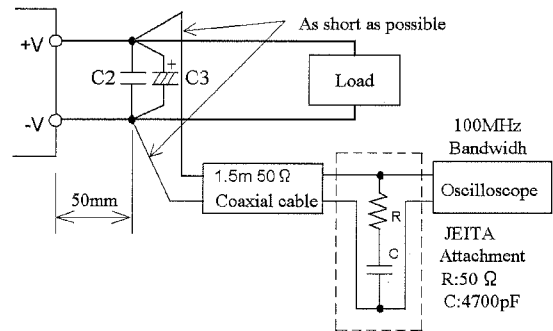 As short as possible
+V
C2
+
C3
Load
-V
50mm
1.5m 50 Ω
Coaxial cable
100MHz
Bandwidh
Oscilloscope
R
C
JEITA
Attachment
R:50 Ω
C:4700pF